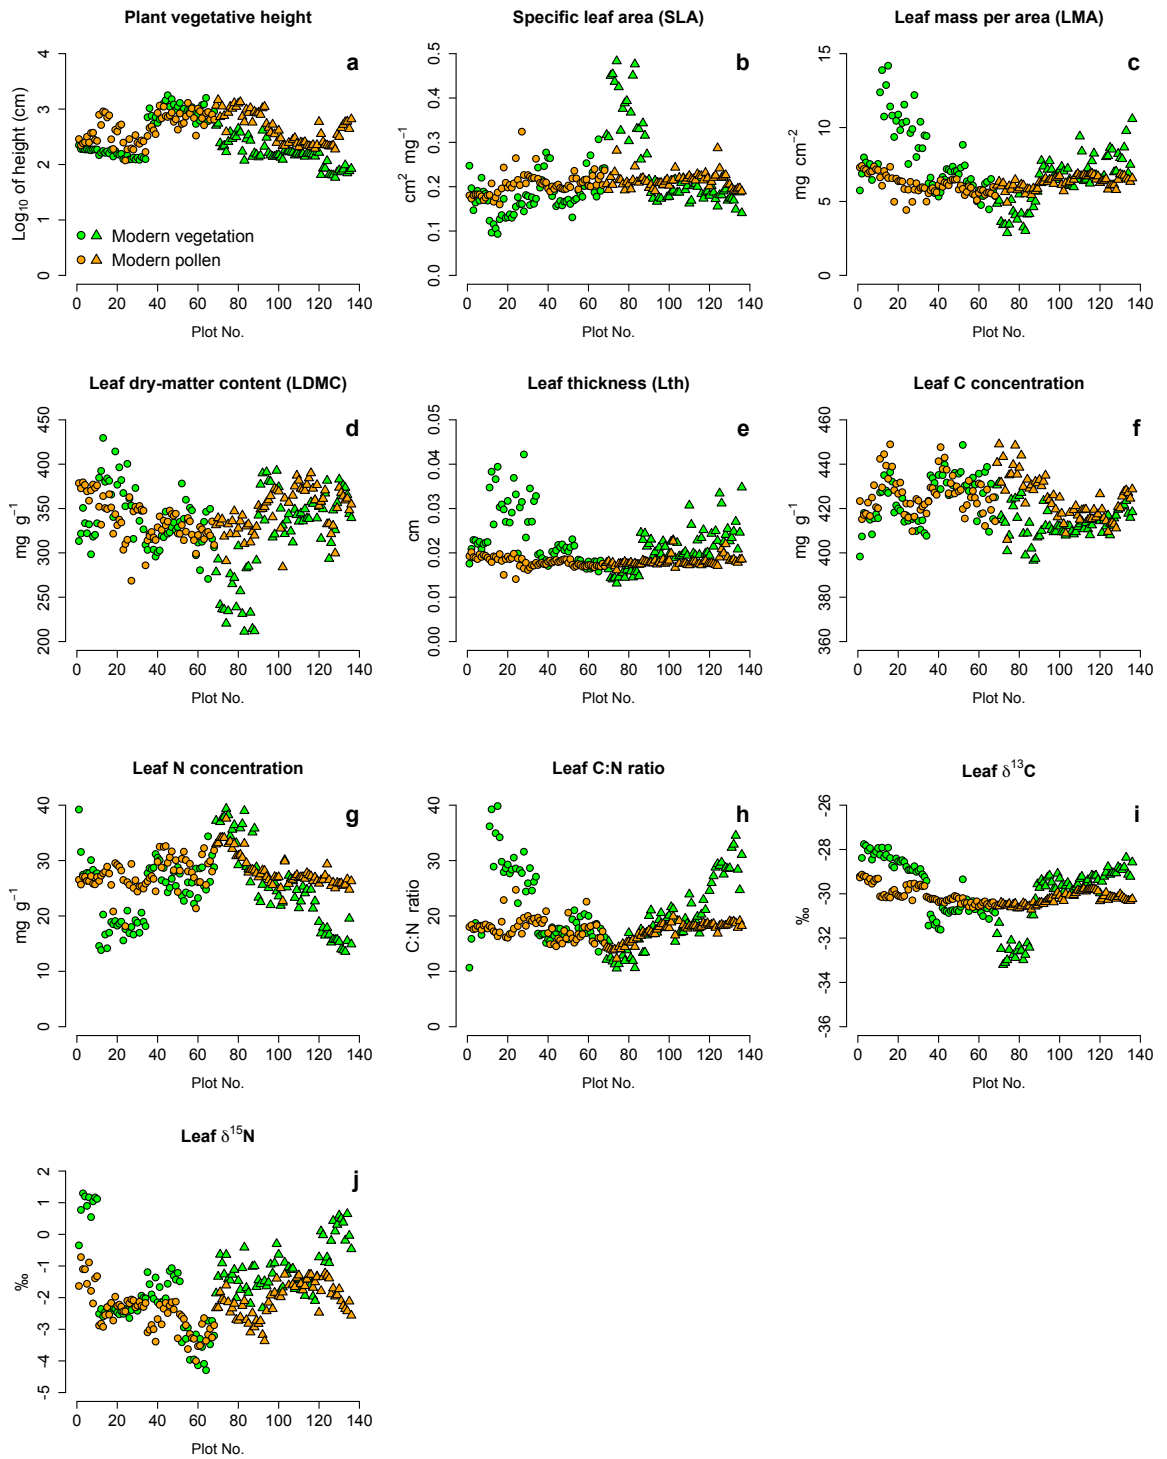 Plant vegetative height
Specific leaf area (SLA)
Leaf mass per area (LMA)
a
b
c
Log10 of height (cm)
0 1 2 3 4
Modern vegetation
Modern pollen
0 20 40 60 80 100 120 140
Plot No.
cm2 mg−1
0.0 0.1 0.2 0.3 0.4 0.5
0 20 40 60 80 100 120 140
Plot No.
mg cm−2
0 5 10 15
0 20 40 60 80 100 120 140
Plot No.
Leaf dry-matter content (LDMC)
Leaf thickness (Lth)
Leaf C concentration
d
e
f
mg g−1
200 250 300 350 400 450
0 20 40 60 80 100 120 140
Plot No.
cm
0.00 0.01 0.02 0.03 0.04 0.05
0 20 40 60 80 100 120 140
Plot No.
mg g−1
360 380 400 420 440 460
0 20 40 60 80 100 120 140
Plot No.
Leaf N concentration
Leaf C:N ratio
Leaf δ13C
g
h
i
mg g−1
0 10 20 30 40
0 20 40 60 80 100 120 140
Plot No.
C:N ratio
0 10 20 30 40
0 20 40 60 80 100 120 140
Plot No.
‰
-36 -34 -32 -30 -28 -26
0 20 40 60 80 100 120 140
Plot No.
Leaf δ15N
j
‰
-5 -4 -3 -2 -1 0 1 2
0 20 40 60 80 100 120 140
Plot No.